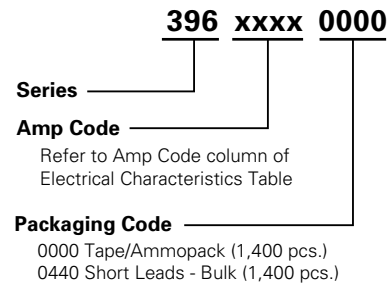 396 xxxx 0000
Series
Amp Code
Refer to Amp Code column of
Electrical Characteristics Table
Packaging Code
0000 Tape/Ammopack (1,400 pcs.)
0440 Short Leads - Bulk (1,400 pcs.)